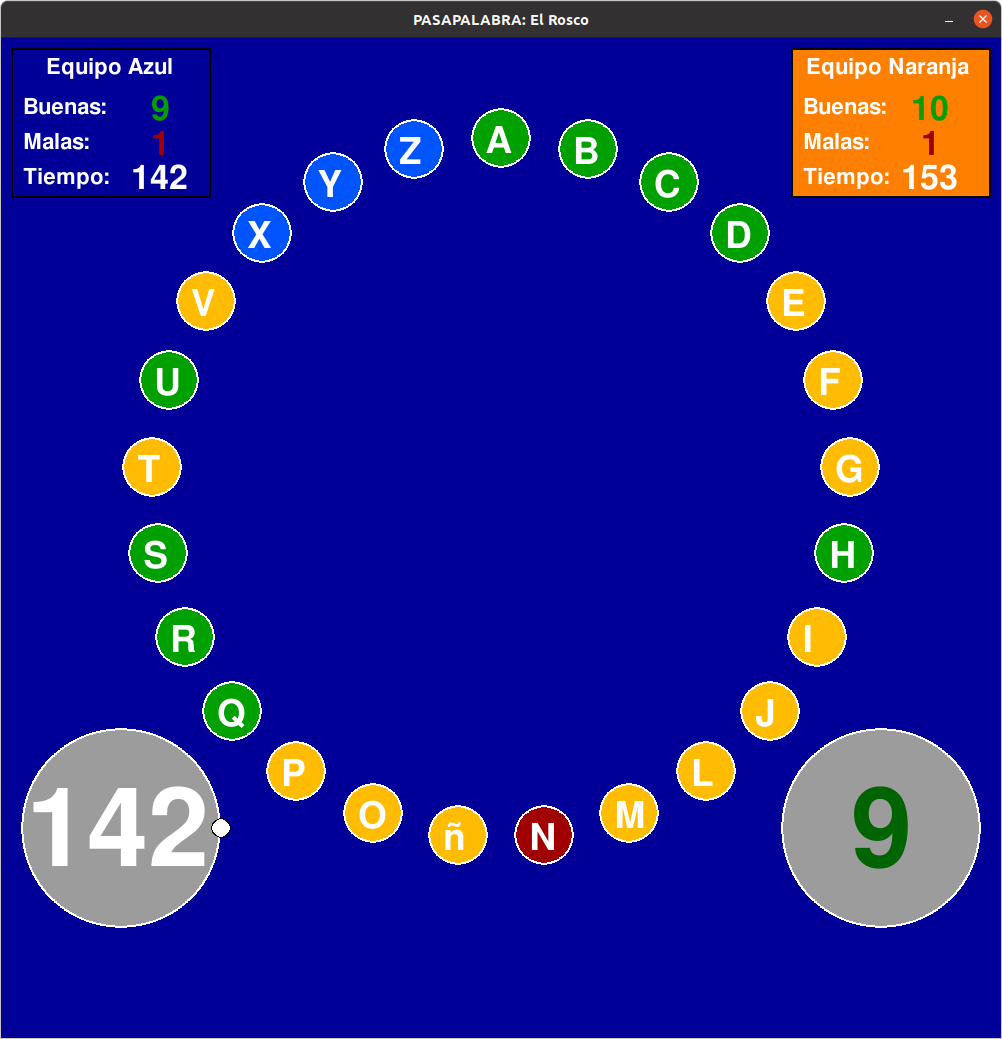 PASAPALABRA: El Rosco
Equipo Azul
Buenas: 9
Malas: 1
Tiempo: 142
Equipo Naranja
Buenas: 10
Malas: 1
Tiempo: 153
A
B
C
D
E
F
G
H
I
J
L
M
N
ñ
O
P
Q
R
S
T
U
V
X
Y
Z
142
9